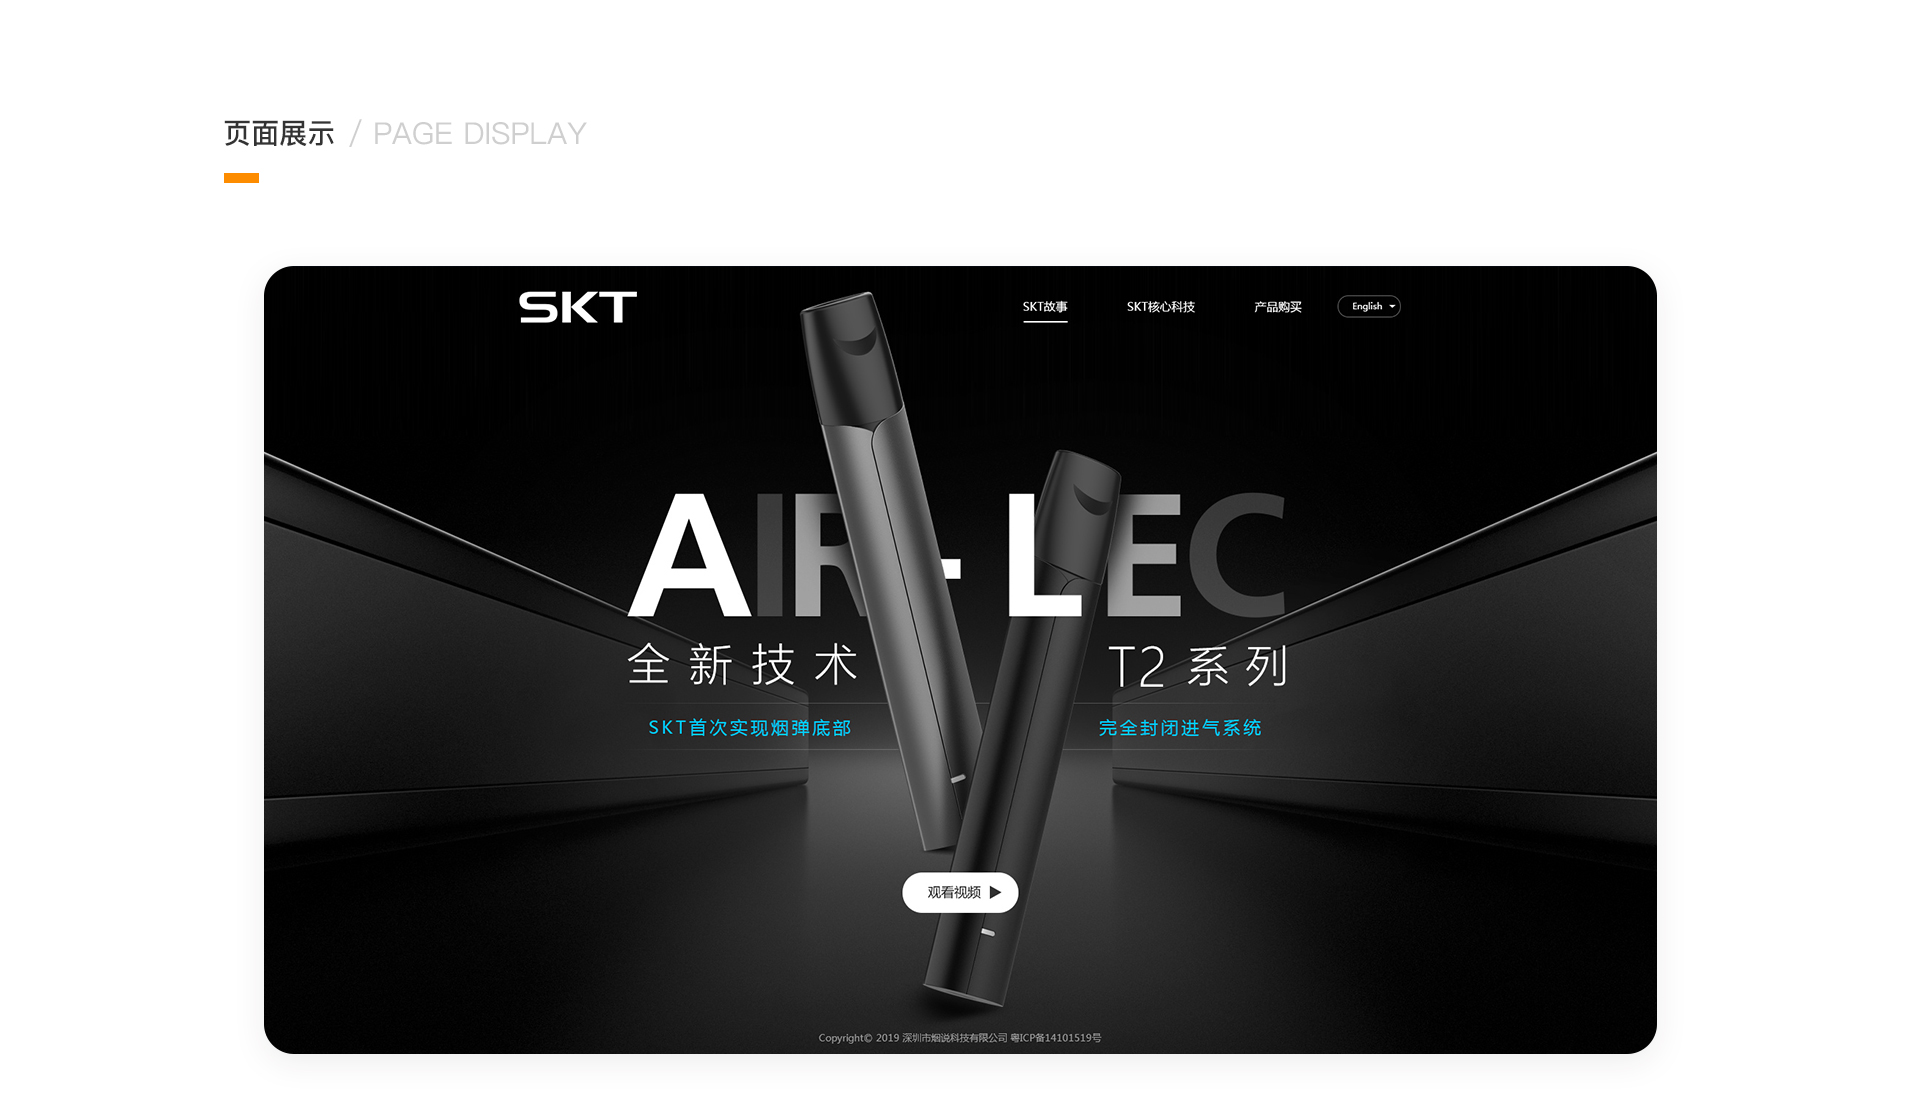 页面展示 / PAGE DISPLAY
SKT
SKT故事 SKT核心科技 产品购买 English
AIR - LEC
全新技术 T2系列
SKT首次实现烟弹底部 完全封闭进气系统
观看视频
Copyright© 2019 深圳市烟说科技有限公司 粤ICP备14101519号